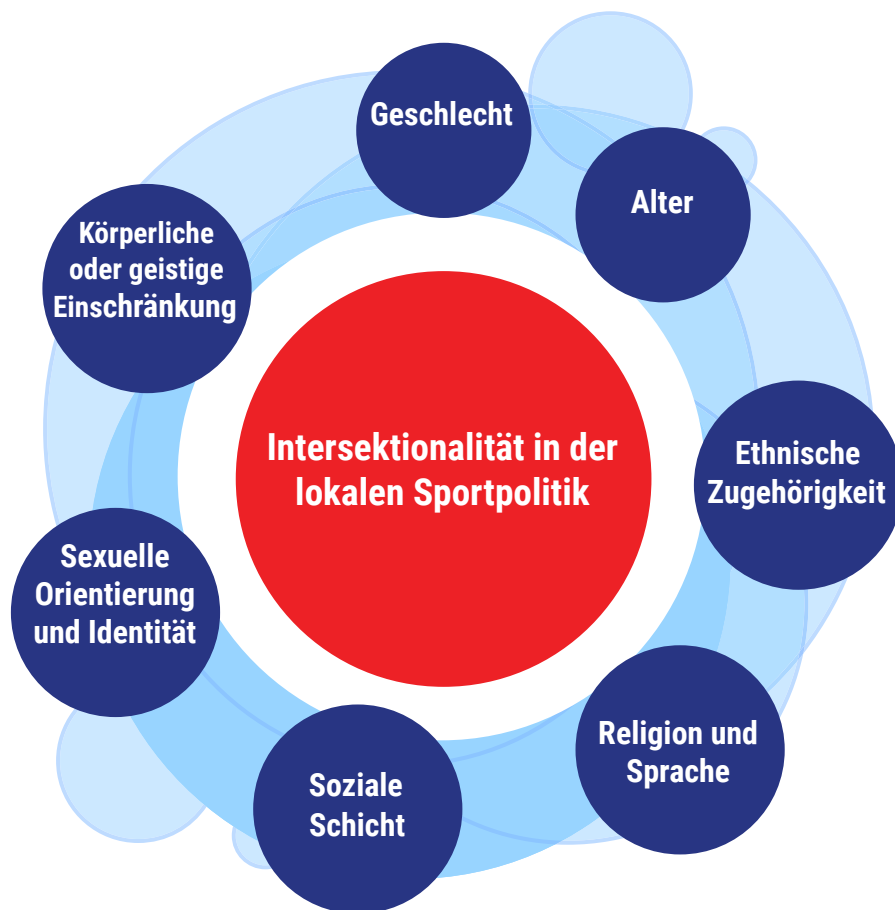 Geschlecht
Alter
Körperliche
oder geistige
Einschränkung
Intersektionalität in der
lokalen Sportpolitik
Ethnische
Zugehörigkeit
Sexuelle
Orientierung
und Identität
Religion und
Sprache
Soziale
Schicht